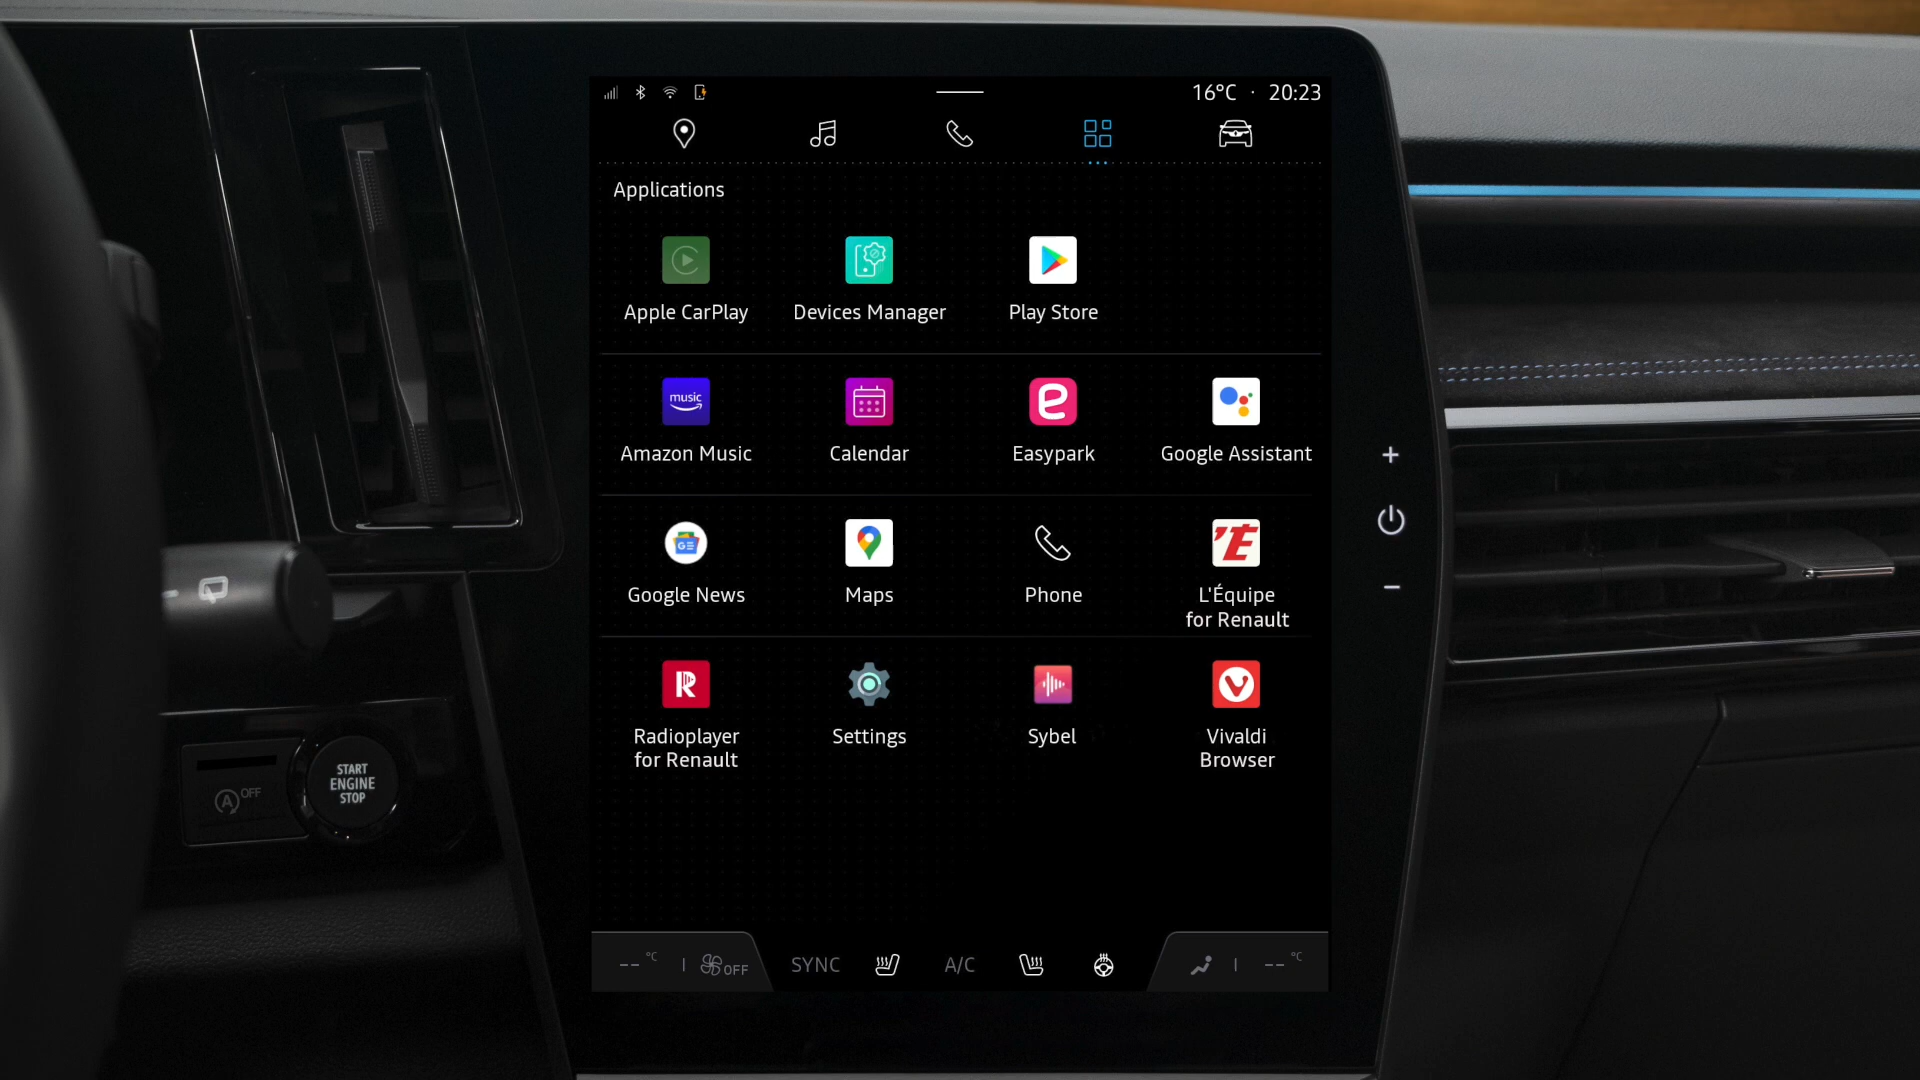 16°C · 20:23
Applications
Apple CarPlay
Devices Manager
Play Store
music
Amazon Music
Calendar
e
Easypark
Google Assistant
GE
Google News
Maps
Phone
'E
L'Équipe
for Renault
R
Radioplayer
for Renault
Settings
Sybel
Vivaldi
Browser
-- °C
OFF
SYNC
A/C
-- °C
+
−
A OFF
START
ENGINE
STOP